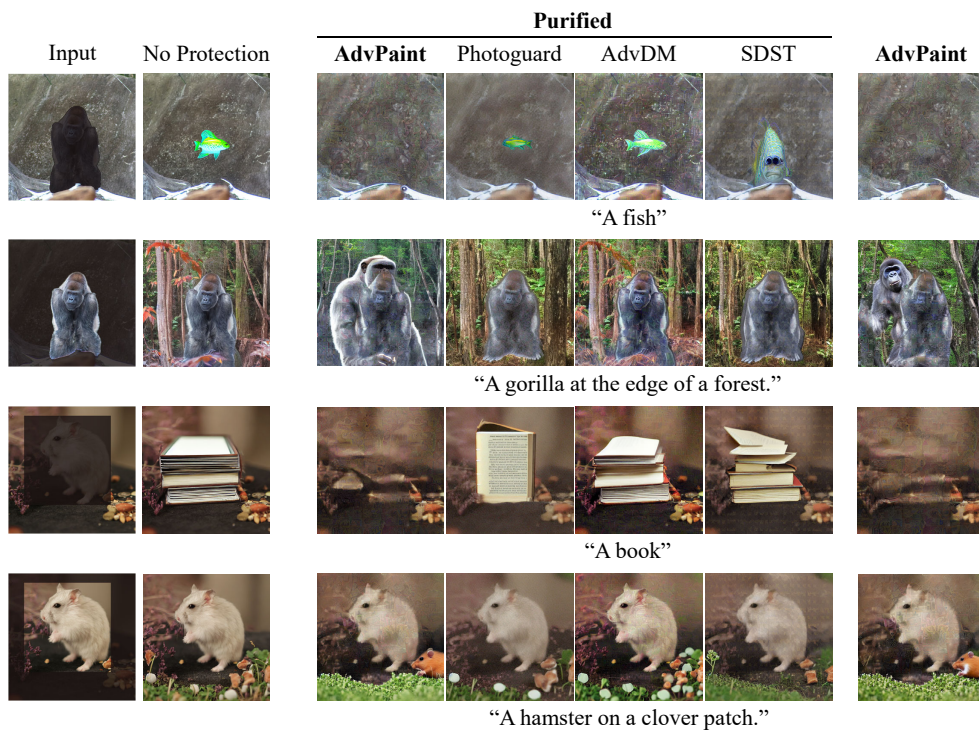 Purified
Input No Protection AdvPaint Photoguard AdvDM SDST AdvPaint
“A fish”
“A gorilla at the edge of a forest.”
“A book”
“A hamster on a clover patch.”